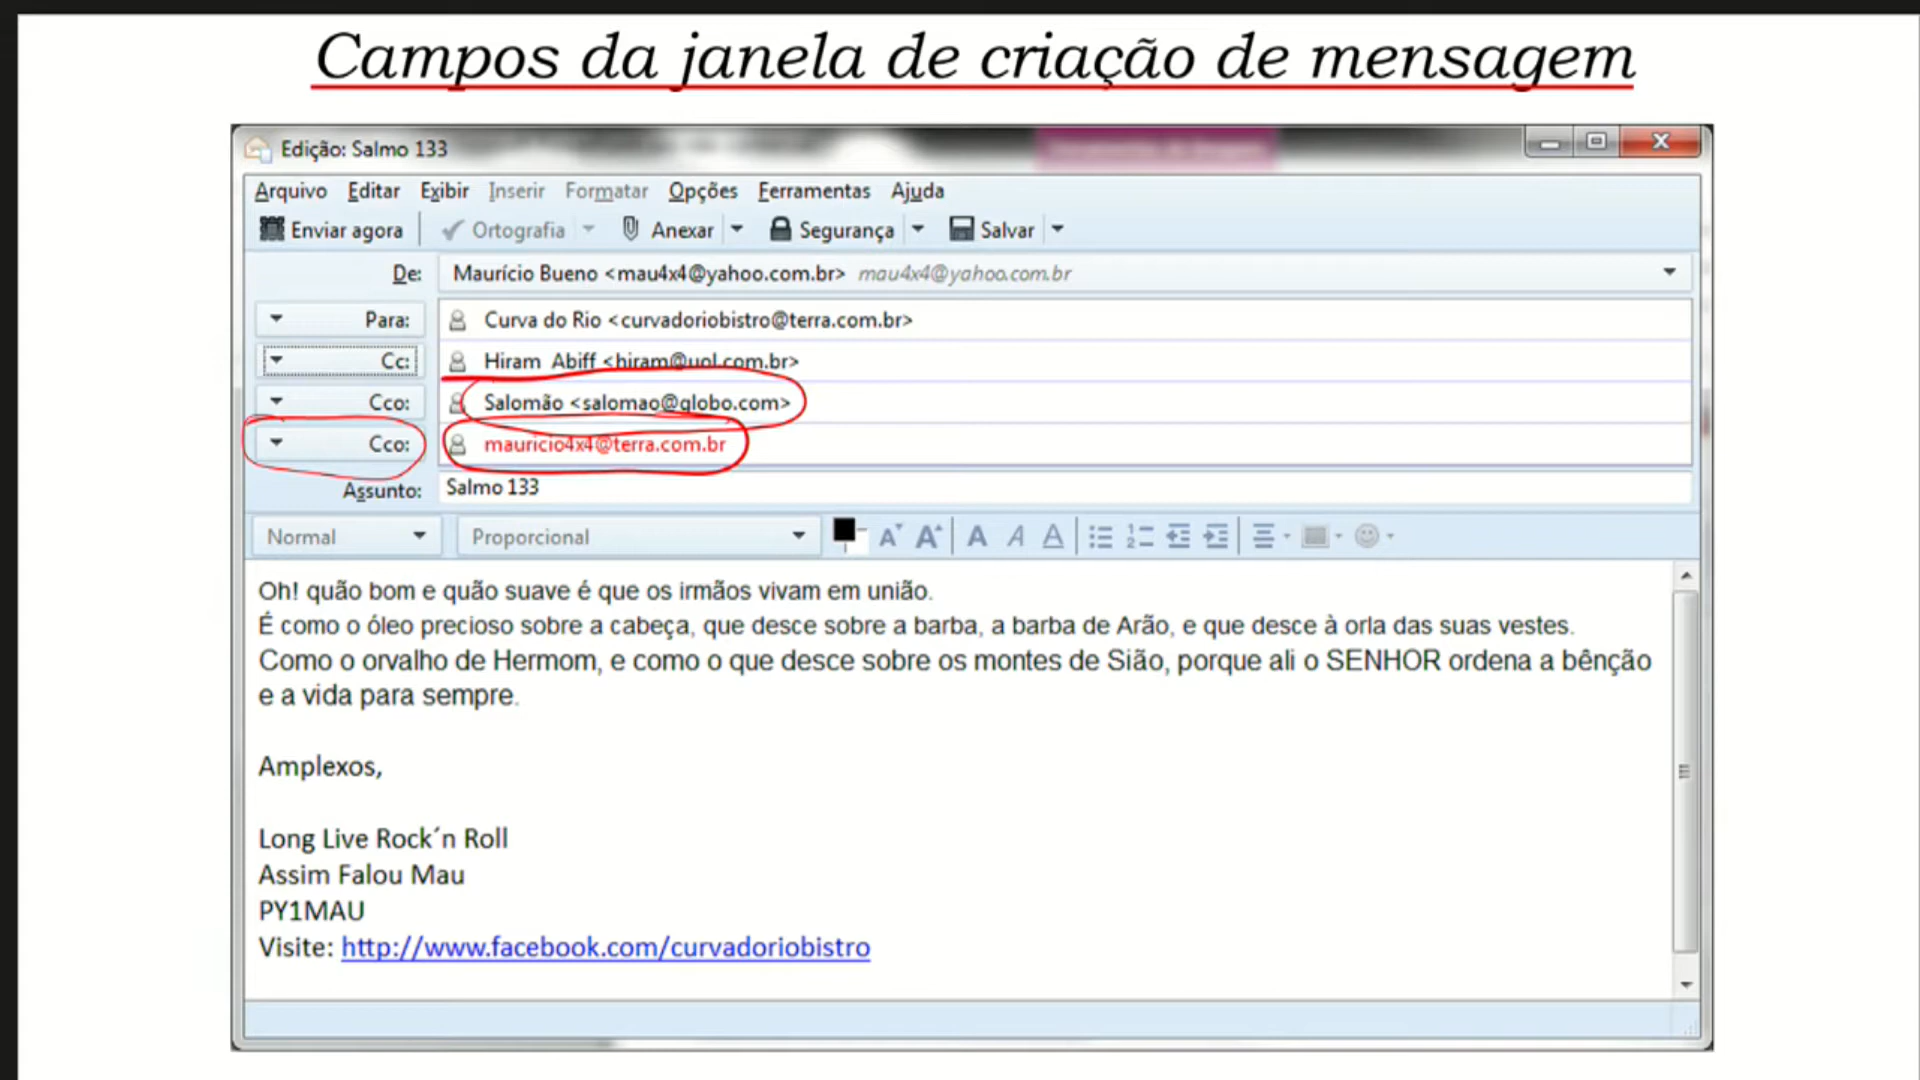 Campos da janela de criação de mensagem
Edição: Salmo 133
Arquivo Editar Exibir Inserir Formatar Opções Ferramentas Ajuda
Enviar agora Ortografia Anexar Segurança Salvar
De: Maurício Bueno <mau4x4@yahoo.com.br> mau4x4@yahoo.com.br
Para: Curva do Rio <curvadoriobistro@terra.com.br>
Cc: Hiram Abiff <hiram@uol.com.br>
Cco: Salomão <salomao@globo.com>
Cco: mauricio4x4@terra.com.br
Assunto: Salmo 133
Normal Proporcional
Oh! quão bom e quão suave é que os irmãos vivam em união.
É como o óleo precioso sobre a cabeça, que desce sobre a barba, a barba de Arão, e que desce à orla das suas vestes.
Como o orvalho de Hermom, e como o que desce sobre os montes de Sião, porque ali o SENHOR ordena a bênção
e a vida para sempre.
Amplexos,
Long Live Rock´n Roll
Assim Falou Mau
PY1MAU
Visite: http://www.facebook.com/curvadoriobistro